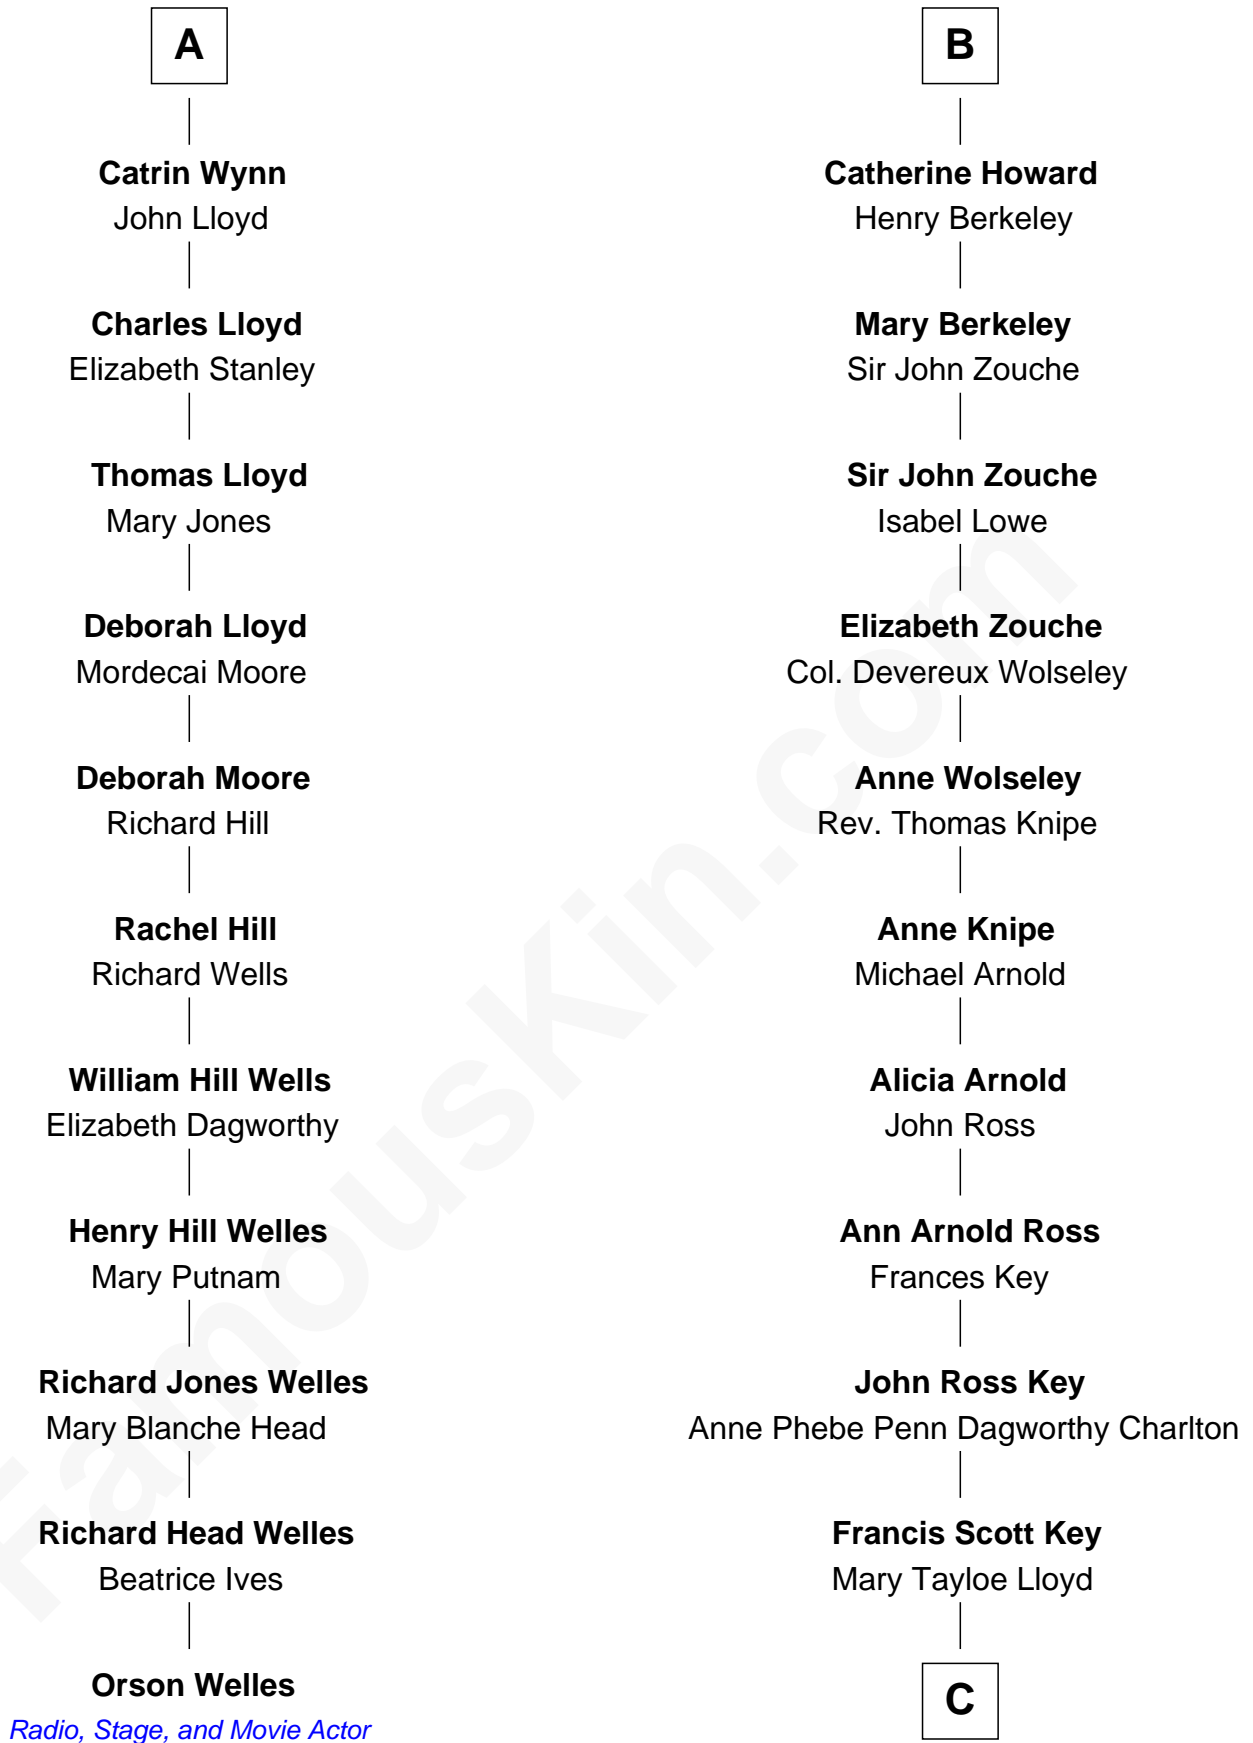 A
Catrin Wynn
John Lloyd
Charles Lloyd
Elizabeth Stanley
Thomas Lloyd
Mary Jones
Deborah Lloyd
Mordecai Moore
Deborah Moore
Richard Hill
Rachel Hill
Richard Wells
William Hill Wells
Elizabeth Dagworthy
Henry Hill Welles
Mary Putnam
Richard Jones Welles
Mary Blanche Head
Richard Head Welles
Beatrice Ives
Orson Welles
Radio, Stage, and Movie Actor
B
Catherine Howard
Henry Berkeley
Mary Berkeley
Sir John Zouche
Sir John Zouche
Isabel Lowe
Elizabeth Zouche
Col. Devereux Wolseley
Anne Wolseley
Rev. Thomas Knipe
Anne Knipe
Michael Arnold
Alicia Arnold
John Ross
Ann Arnold Ross
Frances Key
John Ross Key
Anne Phebe Penn Dagworthy Charlton
Francis Scott Key
Mary Tayloe Lloyd
C
FamousKin.com